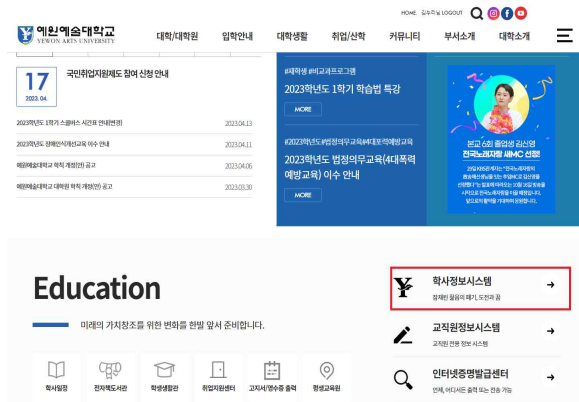 HOME. 김누리님 LOGOUT
예원예술대학교
YEWON ARTS UNIVERSITY
대학/대학원 입학안내 대학생활 취업/산학 커뮤니티 부서소개 대학소개
17
2023. 04.
국민취업지원제도 참여 신청 안내
2023학년도 1학기 스쿨버스 시간표 안내(변경) 2023.04.13
2023학년도 장애인식개선교육 이수 안내 2023.04.11
예원예술대학교 학칙 개정(안) 공고 2023.04.06
예원예술대학교 대학원 학칙 개정(안) 공고 2023.03.30
#재학생 #비교과프로그램
2023학년도 1학기 학습법 특강
MORE
#2023학년도#법정의무교육#4대폭력예방교육
2023학년도 법정의무교육(4대폭력
예방교육) 이수 안내
MORE
본교 6회 졸업생 김신영
전국노래자랑 새MC 선정!
Education
미래의 가치창조를 위한 변화를 한발 앞서 준비합니다.
학사일정 전자책도서관 학생생활관 취업지원센터 고지서/영수증 출력 평생교육원
학사정보시스템
잠재된 젊음의 패기, 도전과 꿈
교직원정보시스템
교직원 전용 정보 시스템
인터넷증명발급센터
언제, 어디서든 출력 또는 전송 가능